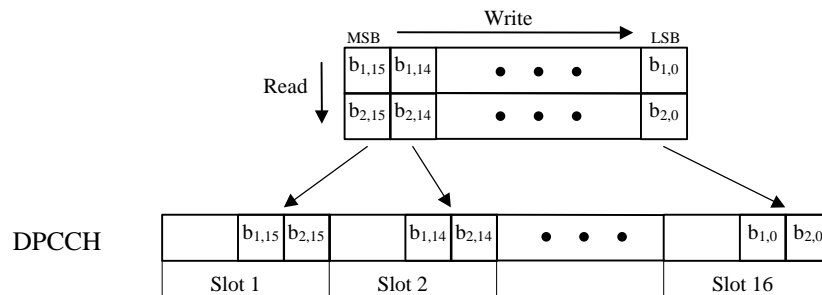 Write
MSB LSB
b1,15 b1,14 • • • b1,0
Read
b2,15 b2,14 • • • b2,0
DPCCH b1,15 b2,15 b1,14 b2,14 • • • b1,0 b2,0
Slot 1 Slot 2 Slot 16